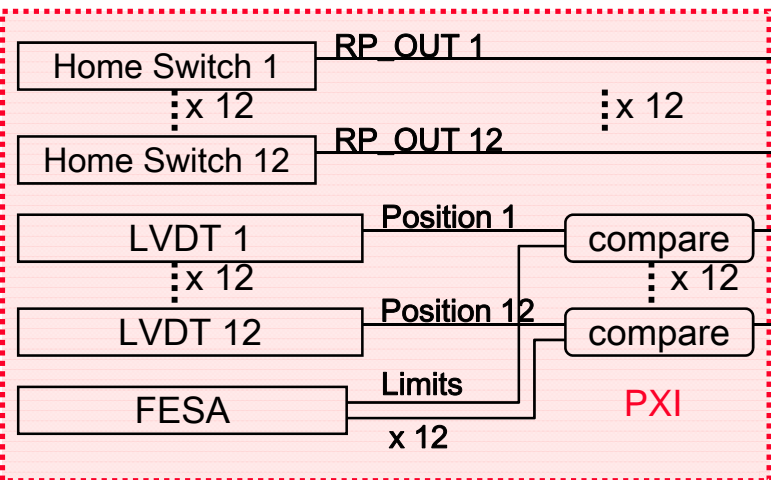 Home Switch 1
RP_OUT 1
x 12
x 12
Home Switch 12
RP_OUT 12
LVDT 1
Position 1
compare
x 12
x 12
LVDT 12
Position 12
compare
FESA
Limits
x 12
PXI